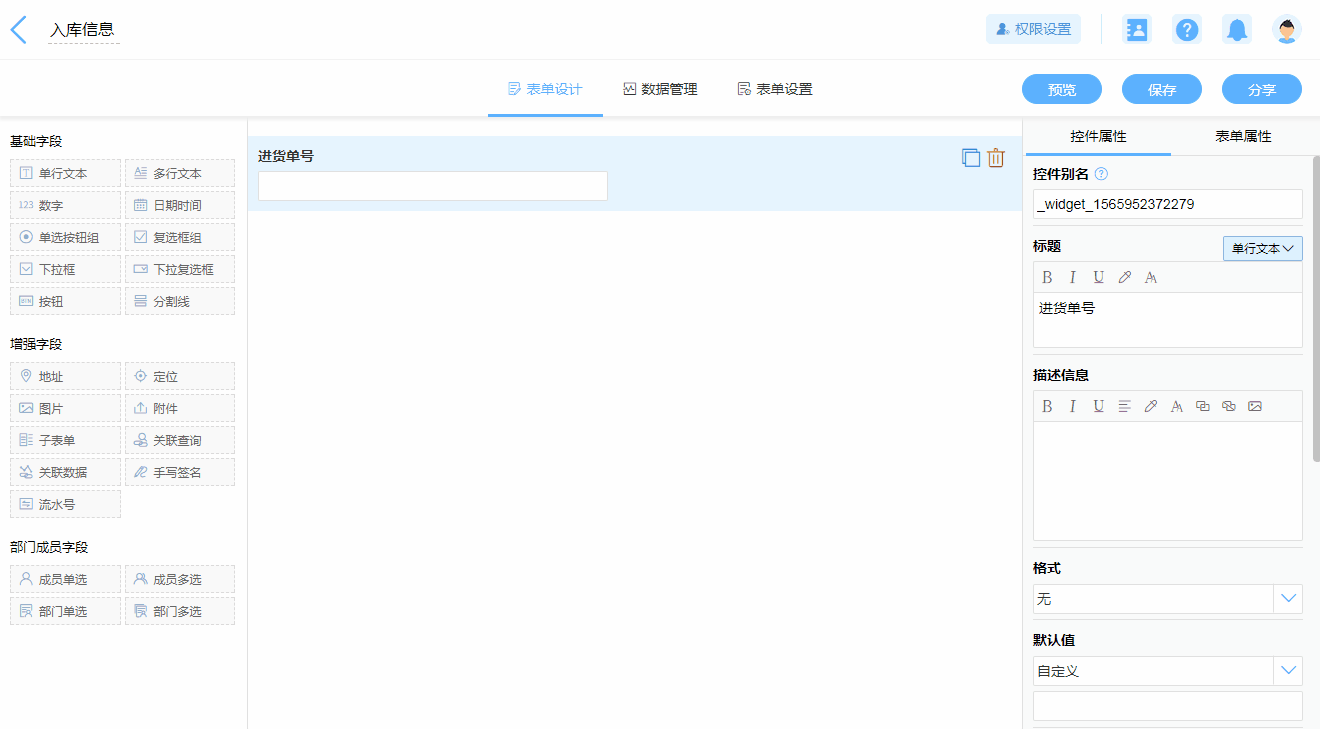 入库信息
权限设置
表单设计 数据管理 表单设置
预览 保存 分享
基础字段
单行文本 多行文本
123 数字 日期时间
单选按钮组 复选框组
下拉框 下拉复选框
按钮 分割线
增强字段
地址 定位
图片 附件
子表单 关联查询
关联数据 手写签名
流水号
部门成员字段
成员单选 成员多选
部门单选 部门多选
进货单号
控件属性 表单属性
控件别名 ?
_widget_1565952372279
标题 单行文本
B I U A
进货单号
描述信息
B I U A
格式
无
默认值
自定义